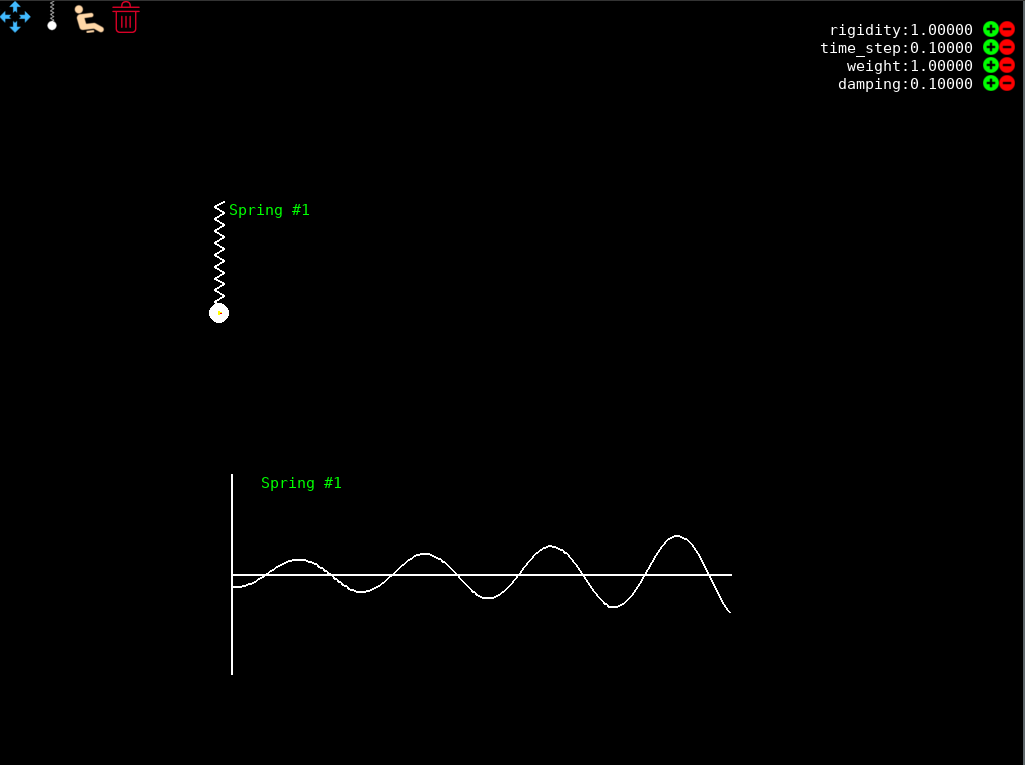 rigidity:1.00000
time_step:0.10000
weight:1.00000
damping:0.10000
Spring #1
Spring #1